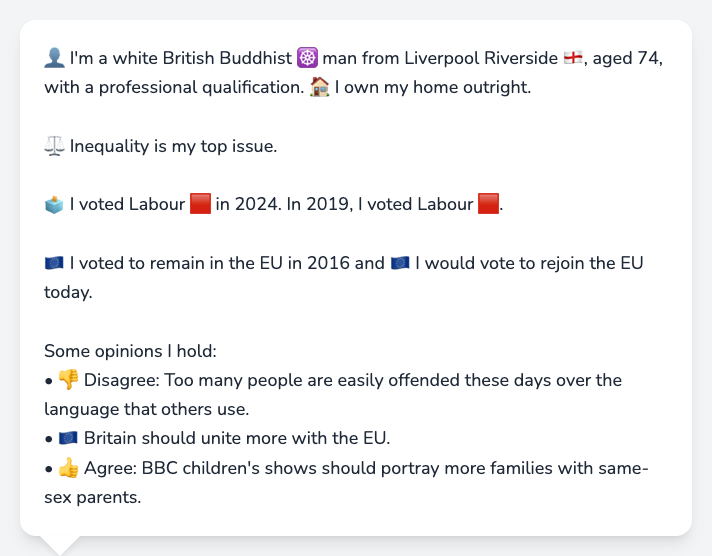 👤 I'm a white British Buddhist ☸️ man from Liverpool Riverside 🏴󠁧󠁢󠁥󠁮󠁧󠁿, aged 74,
with a professional qualification. 🏠 I own my home outright.
⚖️ Inequality is my top issue.
🗳️ I voted Labour 🟥 in 2024. In 2019, I voted Labour 🟥.
🇪🇺 I voted to remain in the EU in 2016 and 🇪🇺 I would vote to rejoin the EU
today.
Some opinions I hold:
• 👎 Disagree: Too many people are easily offended these days over the
language that others use.
• 🇪🇺 Britain should unite more with the EU.
• 👍 Agree: BBC children's shows should portray more families with same-
sex parents.